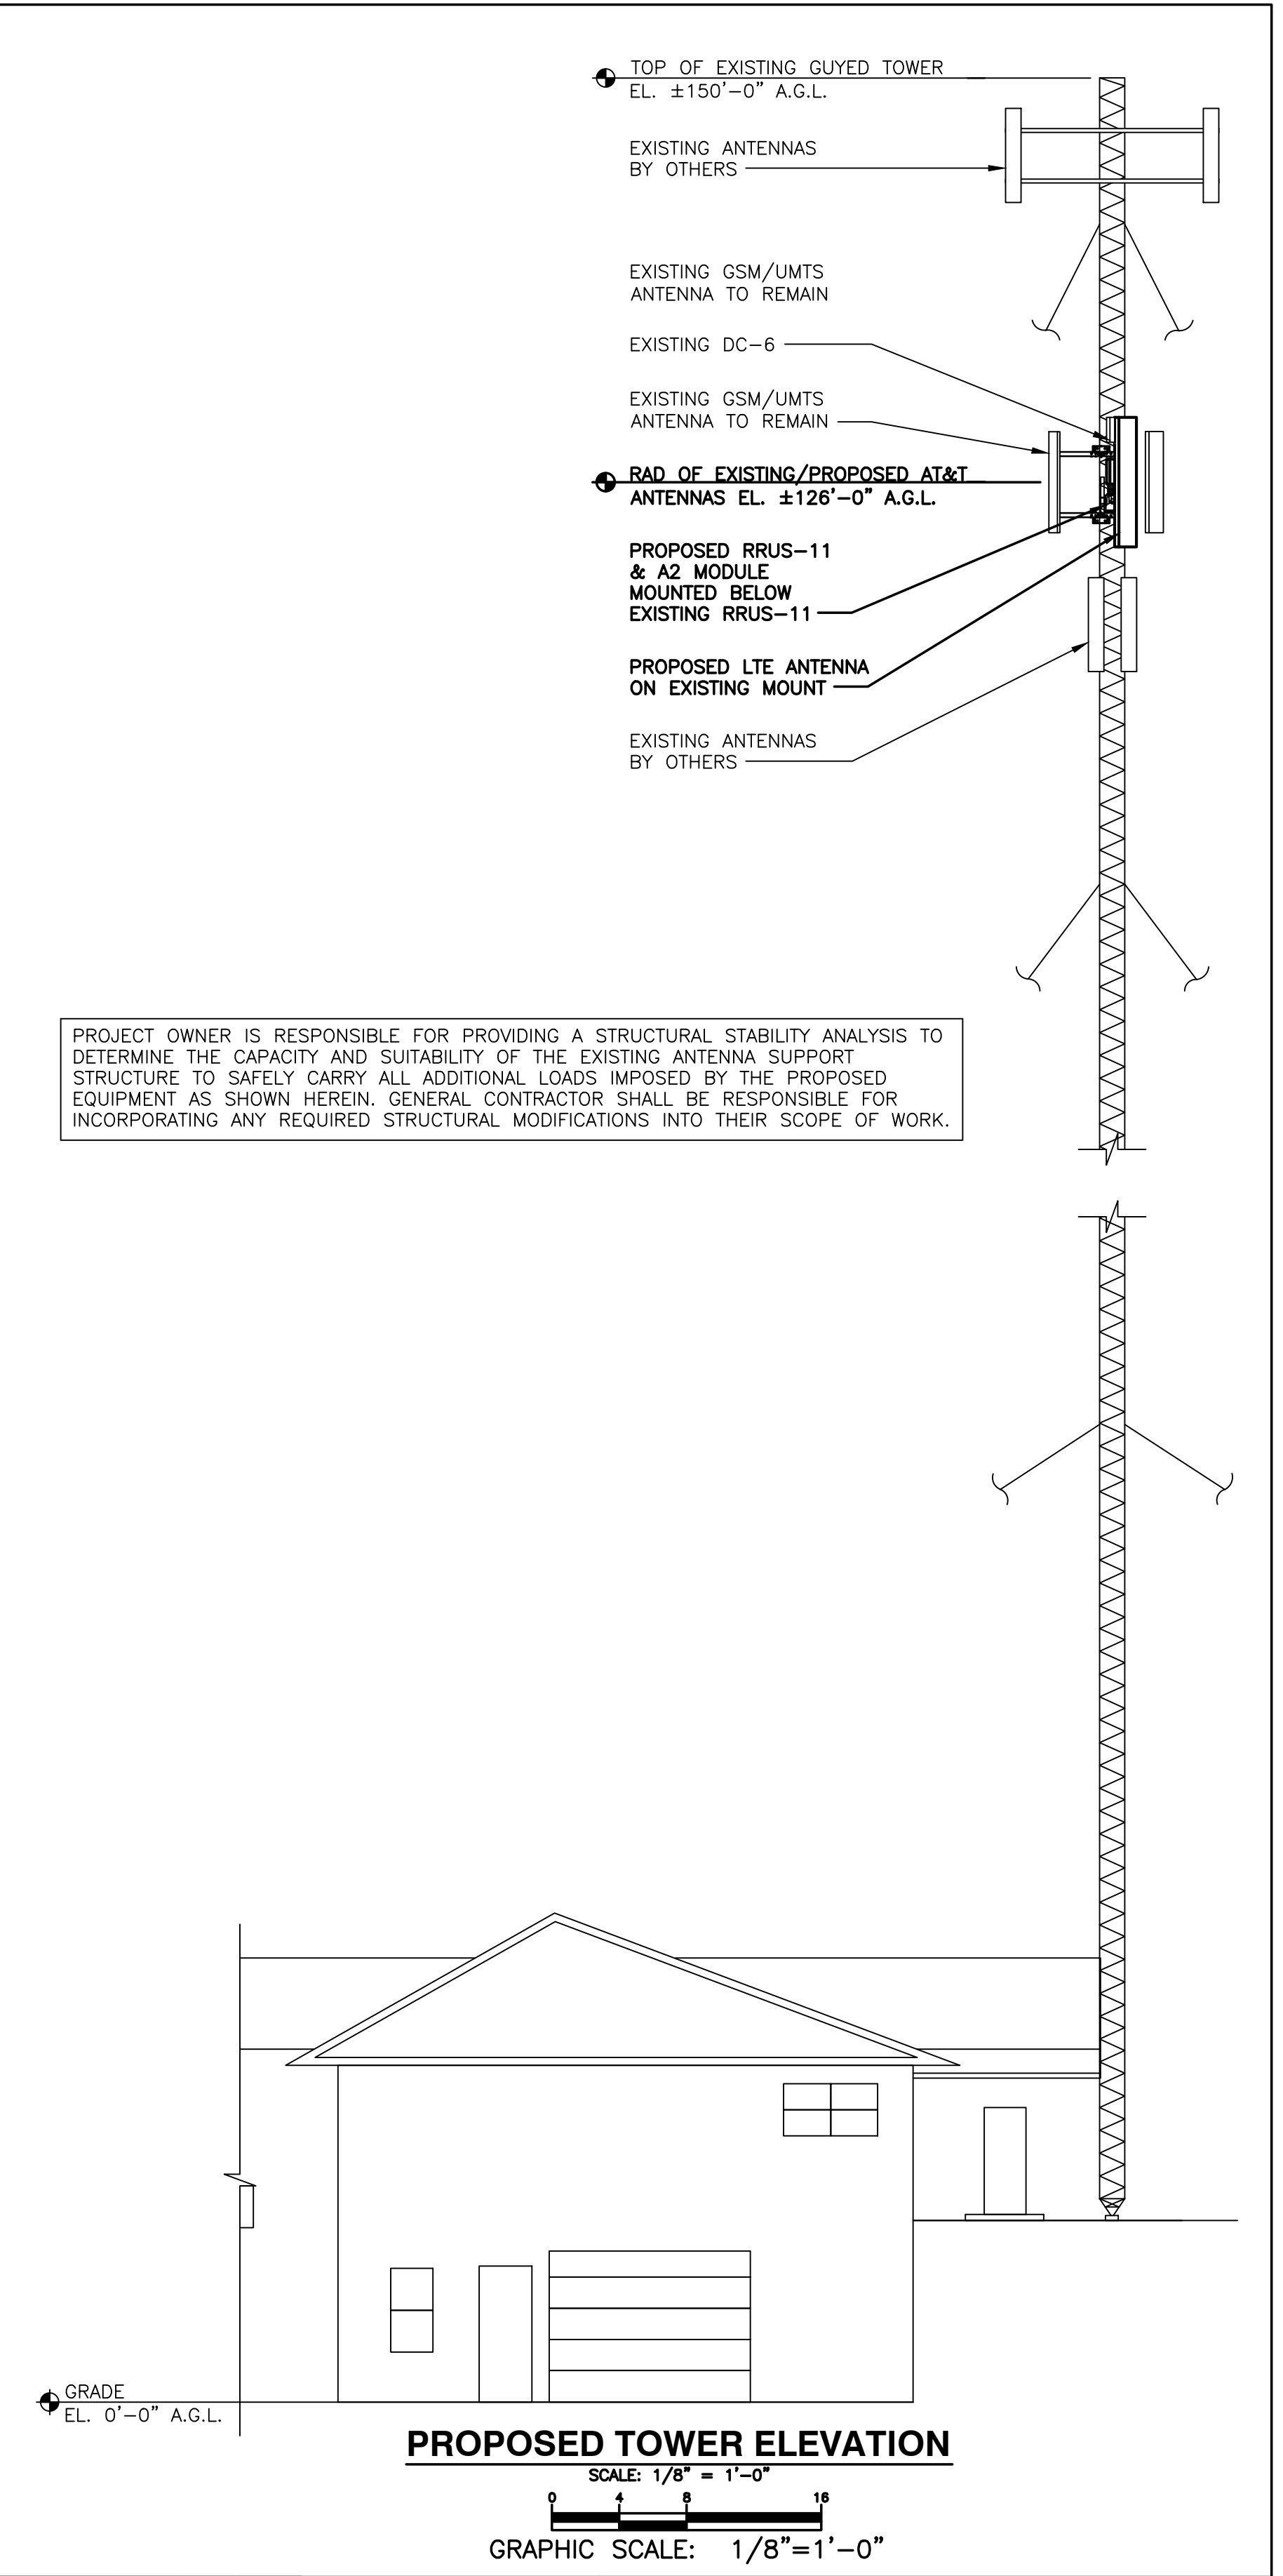 TOP OF EXISTING GUYED TOWER
EL. ±150'-0" A.G.L.
EXISTING ANTENNAS
BY OTHERS
EXISTING GSM/UMTS
ANTENNA TO REMAIN
EXISTING DC-6
EXISTING GSM/UMTS
ANTENNA TO REMAIN
RAD OF EXISTING/PROPOSED AT&T
ANTENNAS EL. ±126'-0" A.G.L.
PROPOSED RRUS-11
& A2 MODULE
MOUNTED BELOW
EXISTING RRUS-11
PROPOSED LTE ANTENNA
ON EXISTING MOUNT
EXISTING ANTENNAS
BY OTHERS
PROJECT OWNER IS RESPONSIBLE FOR PROVIDING A STRUCTURAL STABILITY ANALYSIS TO
DETERMINE THE CAPACITY AND SUITABILITY OF THE EXISTING ANTENNA SUPPORT
STRUCTURE TO SAFELY CARRY ALL ADDITIONAL LOADS IMPOSED BY THE PROPOSED
EQUIPMENT AS SHOWN HEREIN. GENERAL CONTRACTOR SHALL BE RESPONSIBLE FOR
INCORPORATING ANY REQUIRED STRUCTURAL MODIFICATIONS INTO THEIR SCOPE OF WORK.
GRADE
EL. 0'-0" A.G.L.
PROPOSED TOWER ELEVATION
SCALE: 1/8" = 1'-0"
0 4 8 16
GRAPHIC SCALE: 1/8"=1'-0"